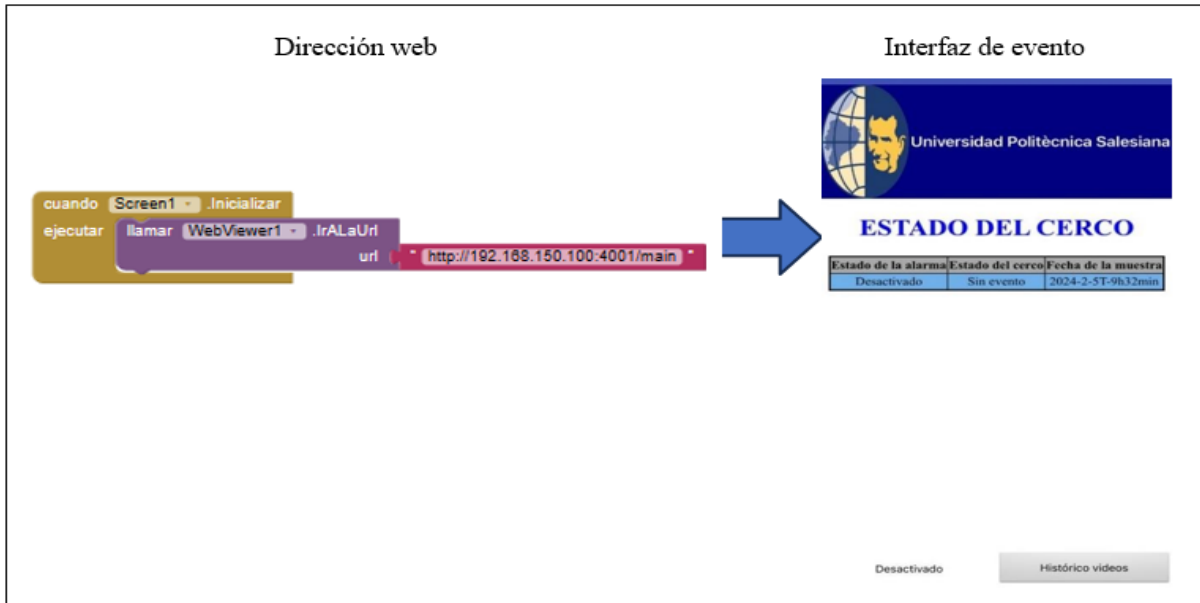 Dirección web
Interfaz de evento
Universidad Politècnica Salesiana
cuando Screen1 .Inicializar
ejecutar llamar WebViewer1 .IrALaUrl
url " http://192.168.150.100:4001/main "
ESTADO DEL CERCO
Estado de la alarma Estado del cerco Fecha de la muestra
Desactivado Sin evento 2024-2-5T-9h32min
Desactivado Histórico videos